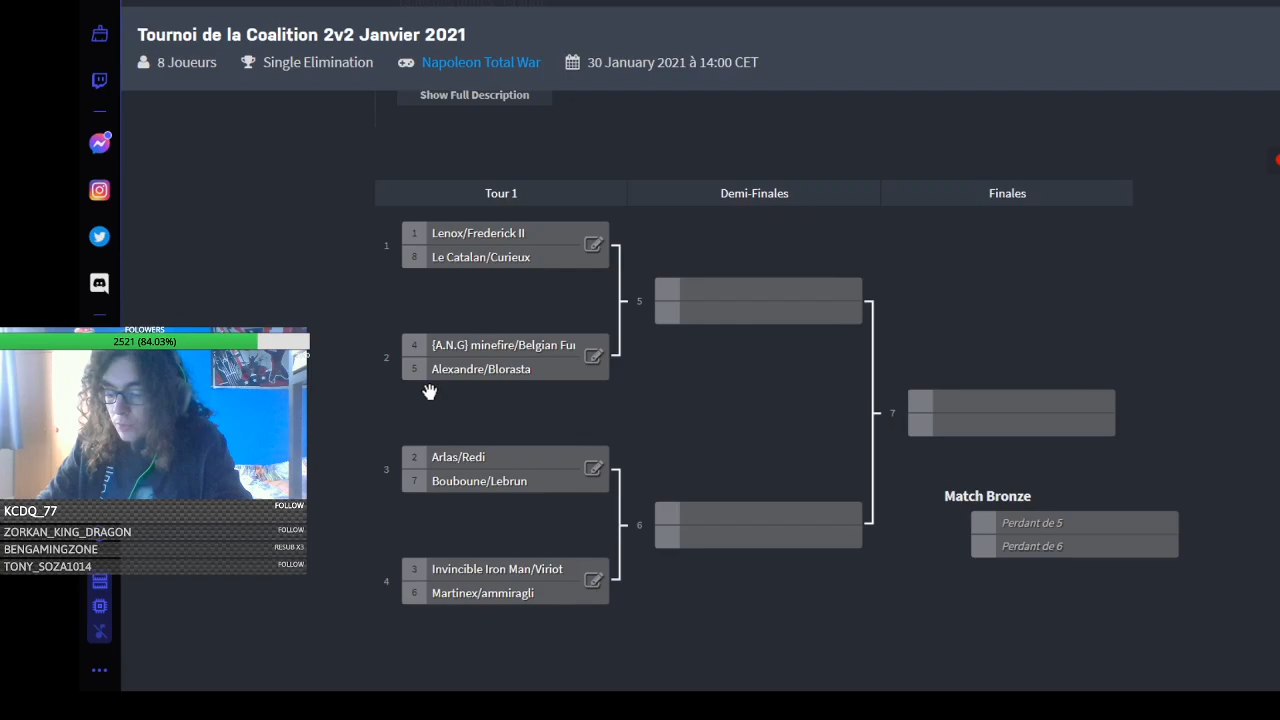 Tournoi de la Coalition 2v2 Janvier 2021
8 Joueurs Single Elimination Napoleon Total War 30 January 2021 à 14:00 CET
Show Full Description
Tour 1 Demi-Finales Finales
1 Lenox/Frederick II
1
8 Le Catalan/Curieux
5
4 {A.N.G} minefire/Belgian Fu
2
5 Alexandre/Blorasta
7
2 Arlas/Redi
3
7 Bouboune/Lebrun
6
3 Invincible Iron Man/Viriot
4
6 Martinex/ammiragli
Match Bronze
Perdant de 5
Perdant de 6
FOLOWERS
2521 (84.03%)
KCDQ_77 FOLLOW
ZORKAN_KING_DRAGON FOLLOW
BENGAMINGZONE RESUB X3
TONY_SOZA1014 FOLLOW